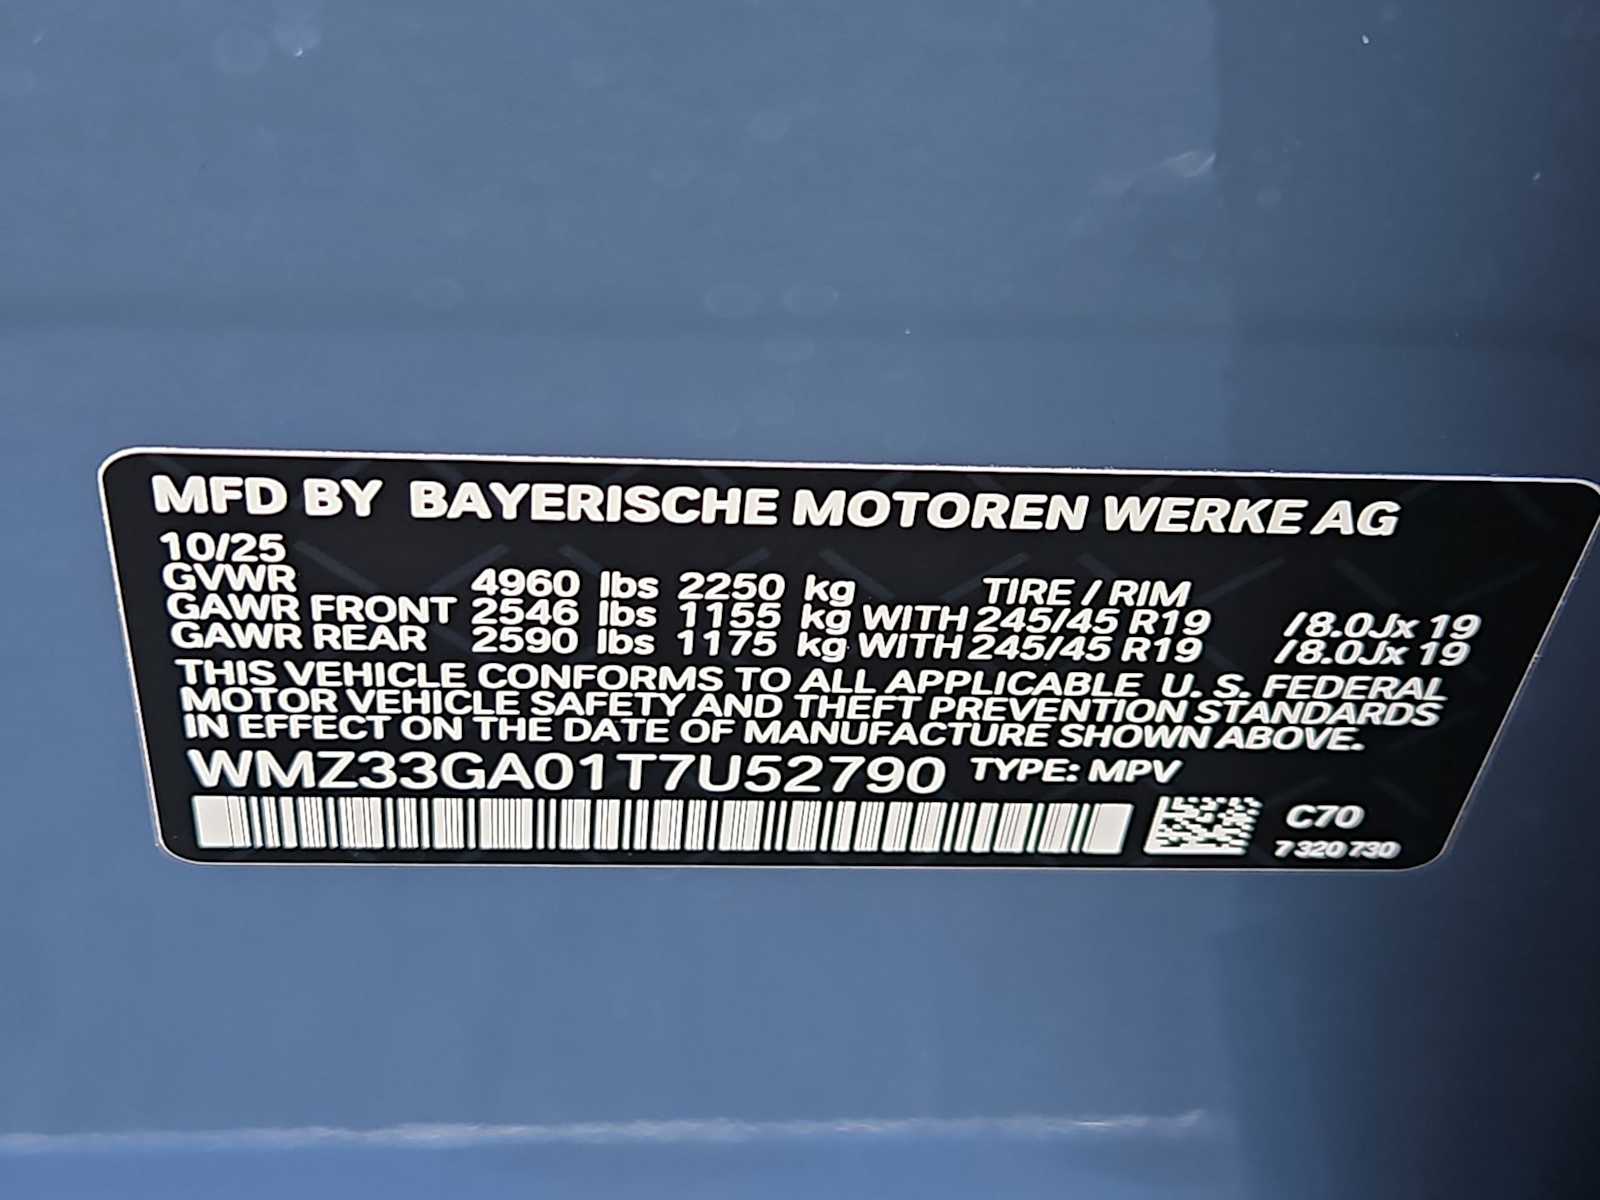 MFD BY BAYERISCHE MOTOREN WERKE AG
10/25
GVWR 4960 lbs 2250 kg TIRE / RIM
GAWR FRONT 2546 lbs 1155 kg WITH 245/45 R19 /8.0Jx 19
GAWR REAR 2590 lbs 1175 kg WITH 245/45 R19 /8.0Jx 19
THIS VEHICLE CONFORMS TO ALL APPLICABLE U. S. FEDERAL
MOTOR VEHICLE SAFETY AND THEFT PREVENTION STANDARDS
IN EFFECT ON THE DATE OF MANUFACTURE SHOWN ABOVE.
WMZ33GA01T7U52790 TYPE: MPV
C70
7 320 730